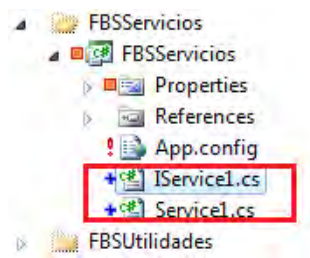 FBSServicios
FBSServicios
Properties
References
App.config
IService1.cs
Service1.cs
FBSUtilidades